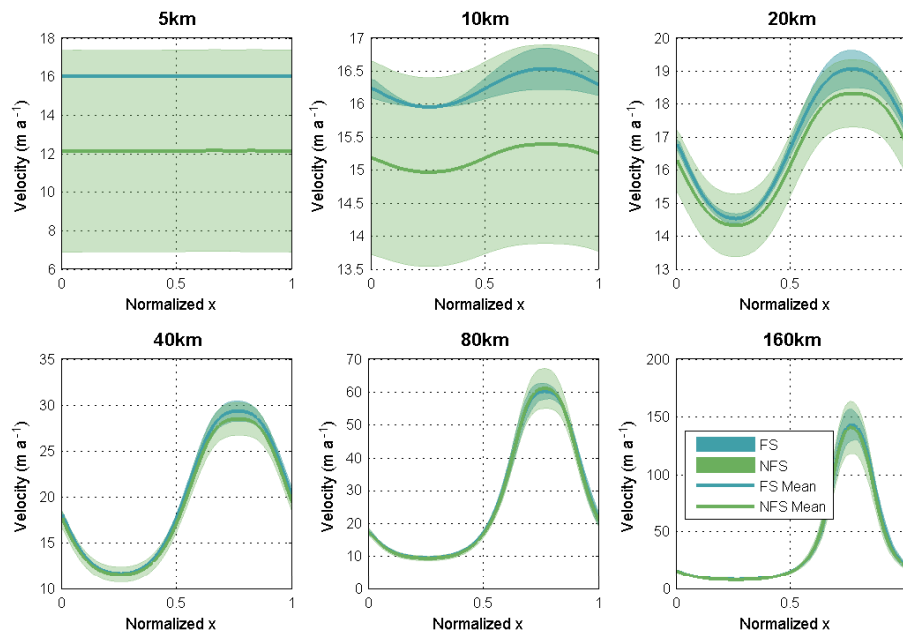 5km
18
16
14
12
10
8
6
Velocity (m a⁻¹)
0
0.5
1
Normalized x
10km
17
16.5
16
15.5
15
14.5
14
13.5
Velocity (m a⁻¹)
0
0.5
1
Normalized x
20km
20
19
18
17
16
15
14
13
Velocity (m a⁻¹)
0
0.5
Normalized x
40km
35
30
25
20
15
10
Velocity (m a⁻¹)
0
0.5
1
Normalized x
80km
70
60
50
40
30
20
10
0
Velocity (m a⁻¹)
0
0.5
1
Normalized x
160km
200
150
100
50
0
Velocity (m a⁻¹)
FS
NFS
FS Mean
NFS Mean
0
0.5
Normalized x